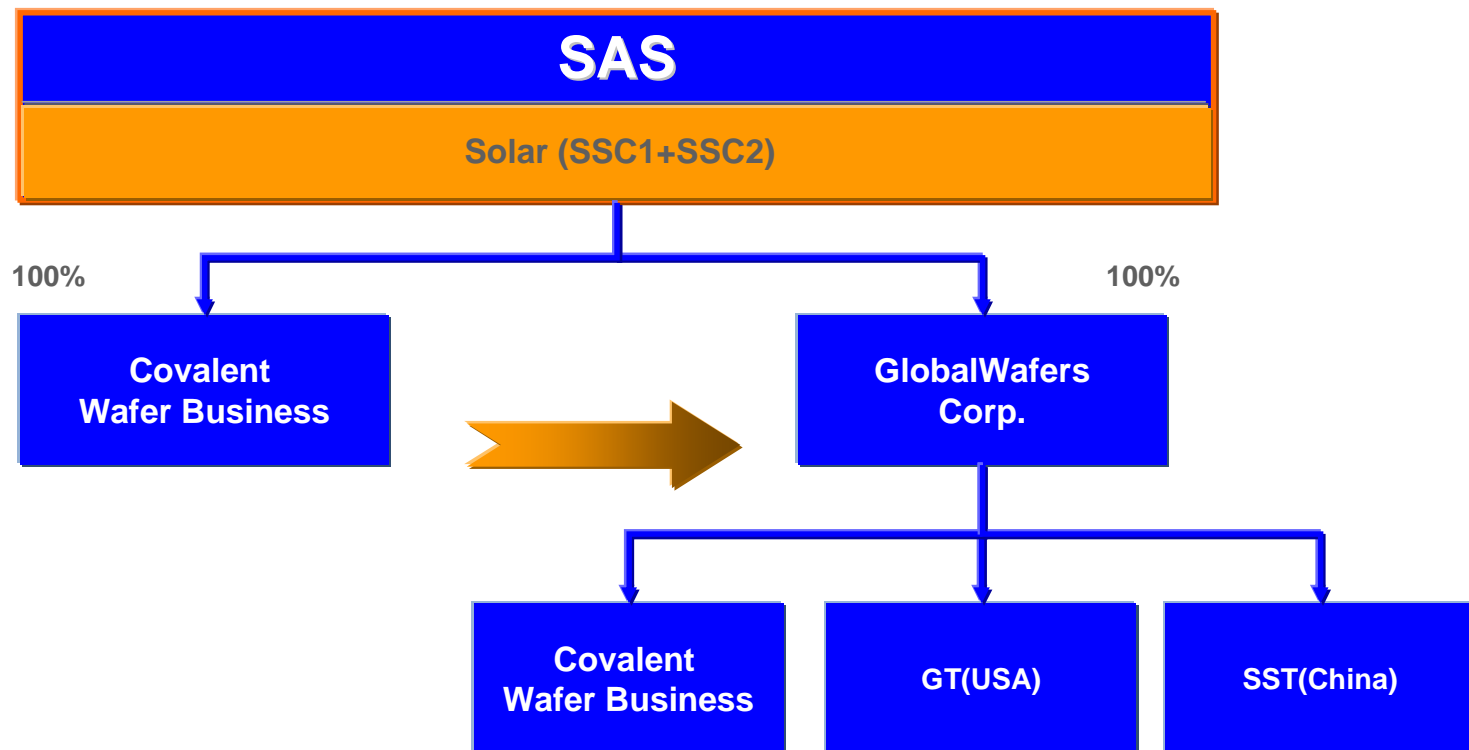 SAS
Solar (SSC1+SSC2)
100%
100%
Covalent
Wafer Business
GlobalWafers
Corp.
Covalent
Wafer Business
GT(USA)
SST(China)